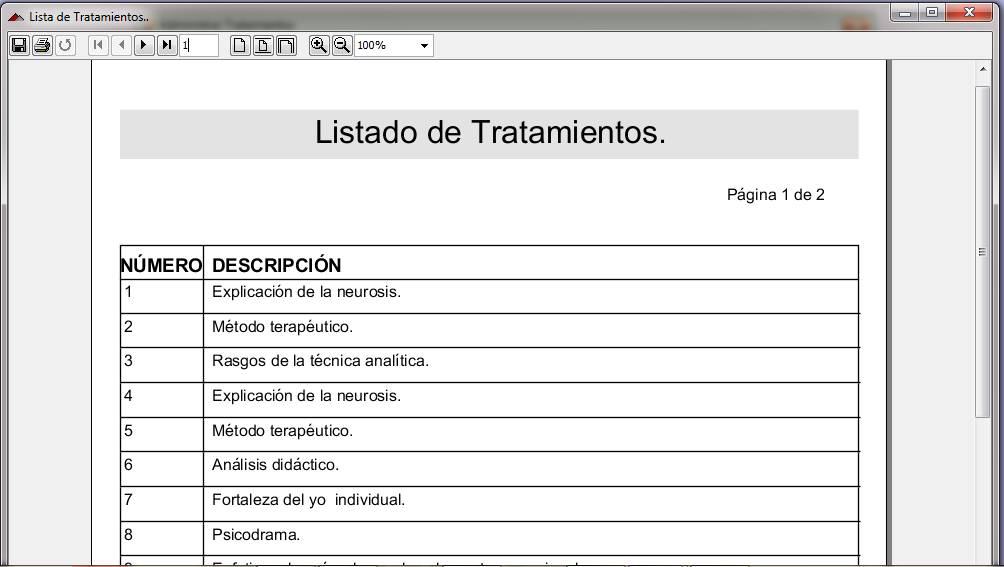 Lista de Tratamientos..
1
100%
Listado de Tratamientos.
Página 1 de 2
NÚMERO DESCRIPCIÓN
1 Explicación de la neurosis.
2 Método terapéutico.
3 Rasgos de la técnica analítica.
4 Explicación de la neurosis.
5 Método terapéutico.
6 Análisis didáctico.
7 Fortaleza del yo  individual.
8 Psicodrama.